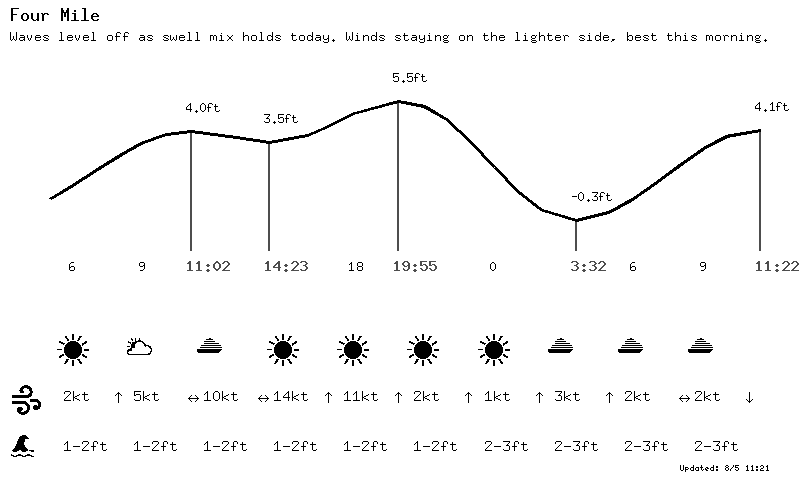 Four Mile
Waves level off as swell mix holds today. Winds staying on the lighter side, best this morning.
5.5ft
4.0ft
4.1ft
3.5ft
-0.3ft
6 9 11:02 14:23 18 19:55 0 3:32 6 9 11:22
2kt ↑ 5kt ↔ 10kt ↔ 14kt ↑ 11kt ↑ 2kt ↑ 1kt ↑ 3kt ↑ 2kt ↔ 2kt ↓
1-2ft 1-2ft 1-2ft 1-2ft 1-2ft 1-2ft 2-3ft 2-3ft 2-3ft 2-3ft
Updated: 8/5 11:21